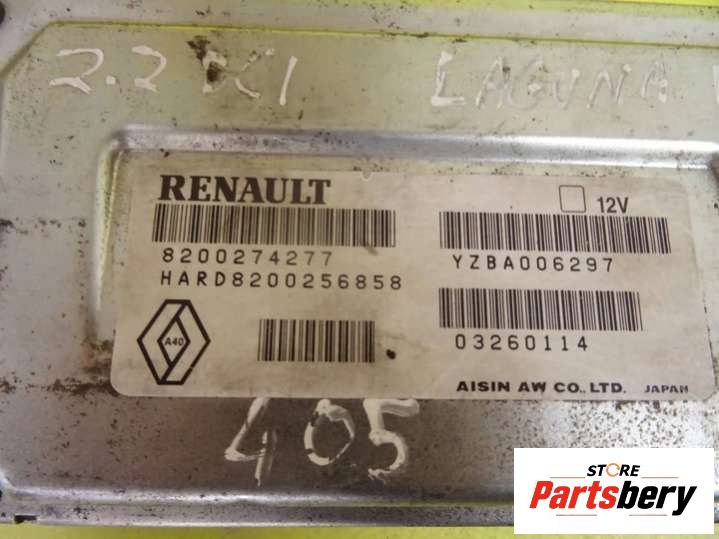 2.2 DCI LAGUNA
RENAULT
12V
8200274277
HARD8200256858
YZBA006297
A40
03260114
AISIN AW CO., LTD. JAPAN
405
STORE
Partsbery